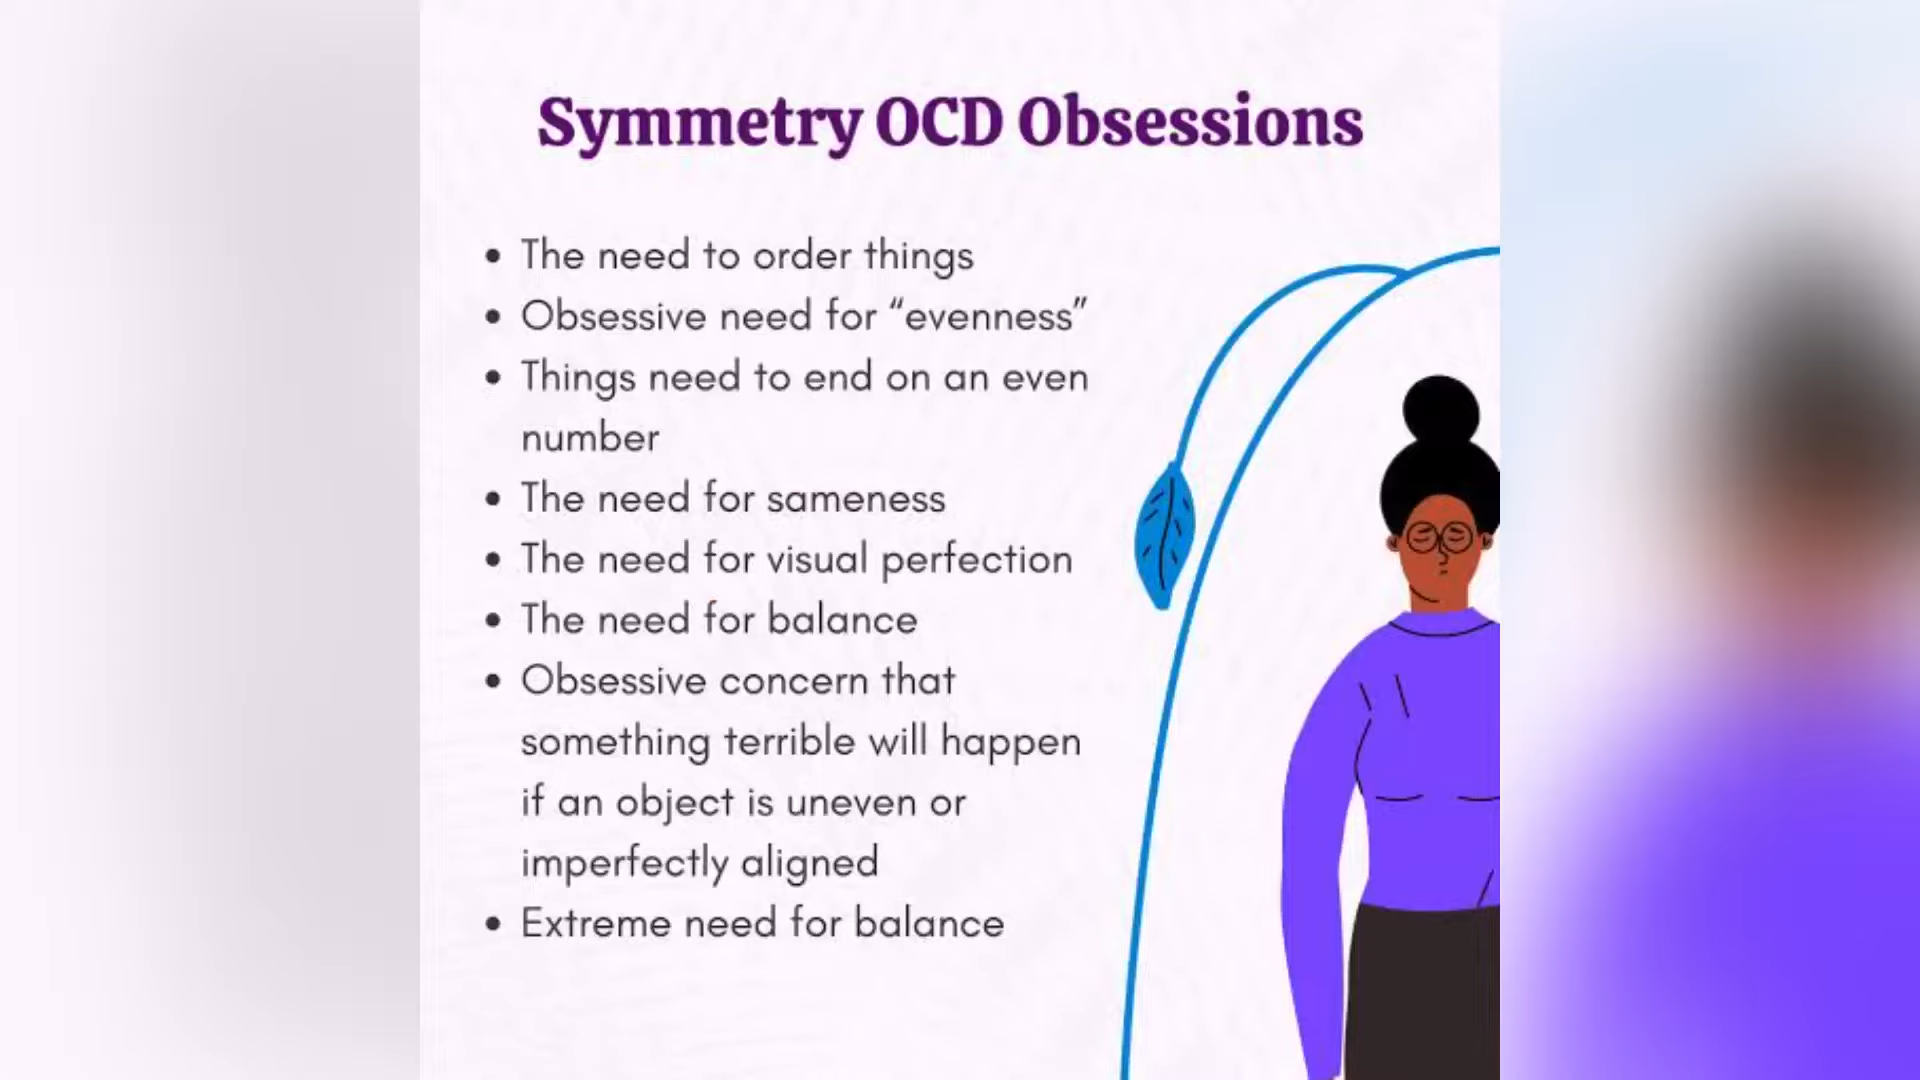 Symmetry OCD Obsessions
• The need to order things
• Obsessive need for “evenness”
• Things need to end on an even
number
• The need for sameness
• The need for visual perfection
• The need for balance
• Obsessive concern that
something terrible will happen
if an object is uneven or
imperfectly aligned
• Extreme need for balance